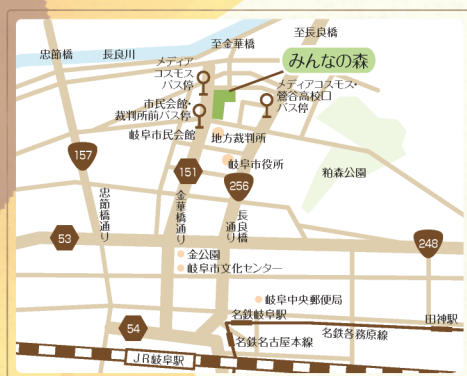 忠節橋
長良川
至金華橋
至長良橋
みんなの森
メディア
コスモス
バス停
メディアコスモス・
鶯谷高校口
バス停
市民会館・
裁判所前バス停
岐阜市民会館
地方裁判所
岐阜市役所
粕森公園
157
151
256
忠節橋通り
金華橋通り
長良橋
通り
53
248
金公園
岐阜市文化センター
岐阜中央郵便局
名鉄岐阜駅
田神駅
54
名鉄各務原線
名鉄名古屋本線
JR岐阜駅